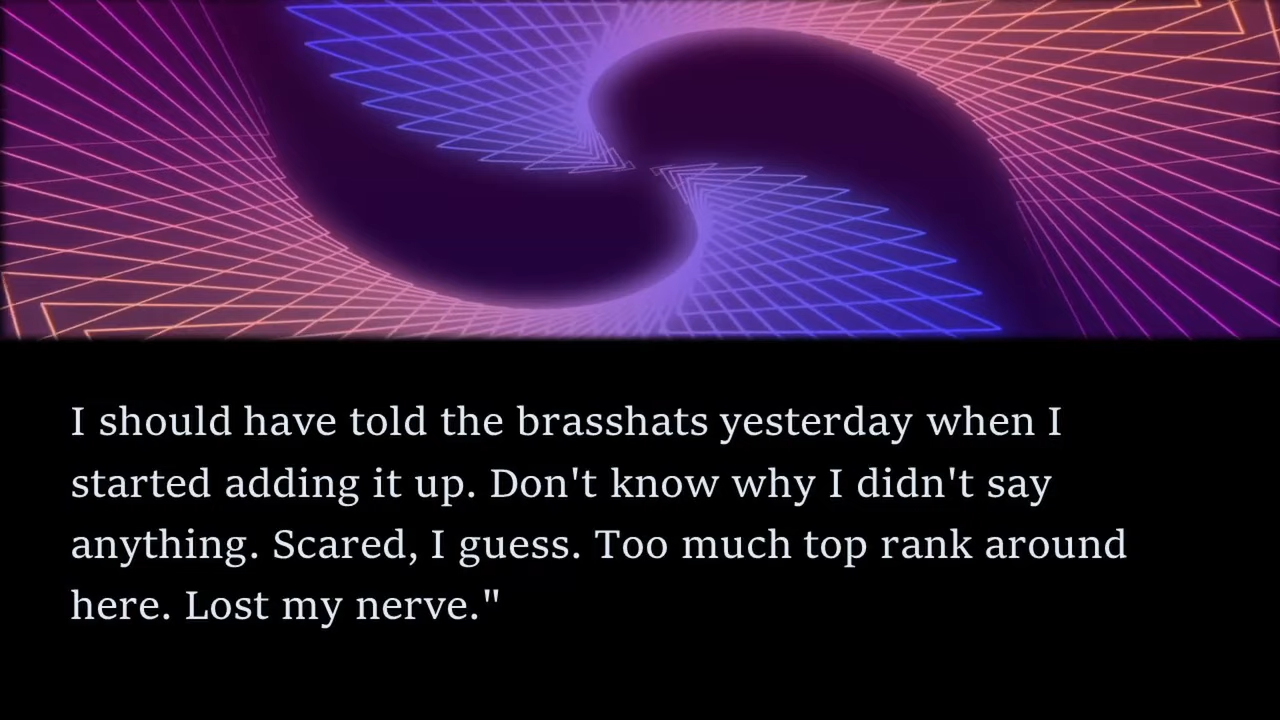 I should have told the brasshats yesterday when I
started adding it up. Don't know why I didn't say
anything. Scared, I guess. Too much top rank around
here. Lost my nerve."